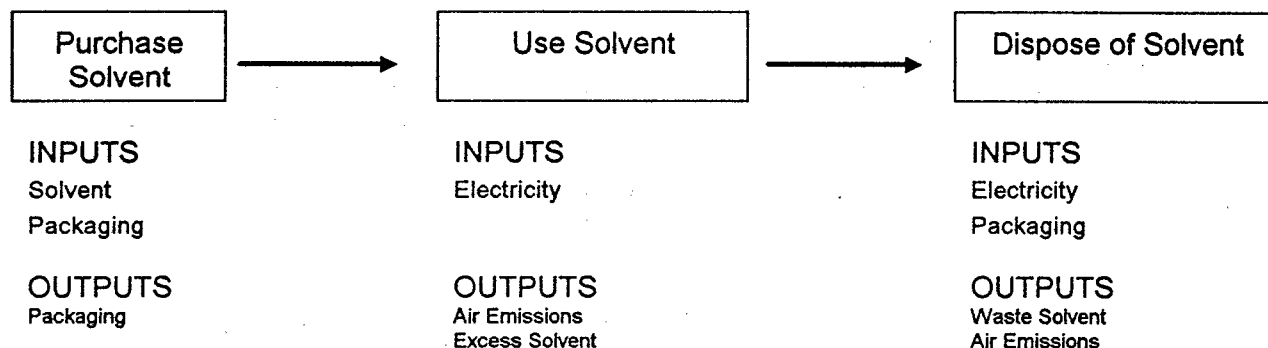 Purchase
Solvent
Use Solvent
Dispose of Solvent
INPUTS
Solvent
Packaging
OUTPUTS
Packaging
INPUTS
Electricity
OUTPUTS
Air Emissions
Excess Solvent
INPUTS
Electricity
Packaging
OUTPUTS
Waste Solvent
Air Emissions